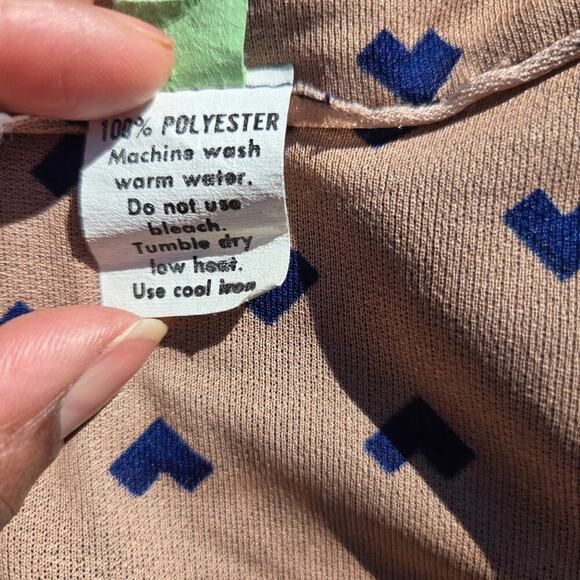 100% POLYESTER
Machine wash
warm water.
Do not use
bleach.
Tumble dry
low heat.
Use cool iron